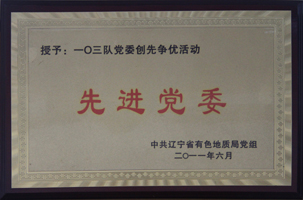 授予：一〇三队党委创先争优活动
先进党委
中共辽宁省有色地质局党组
二〇一一年六月